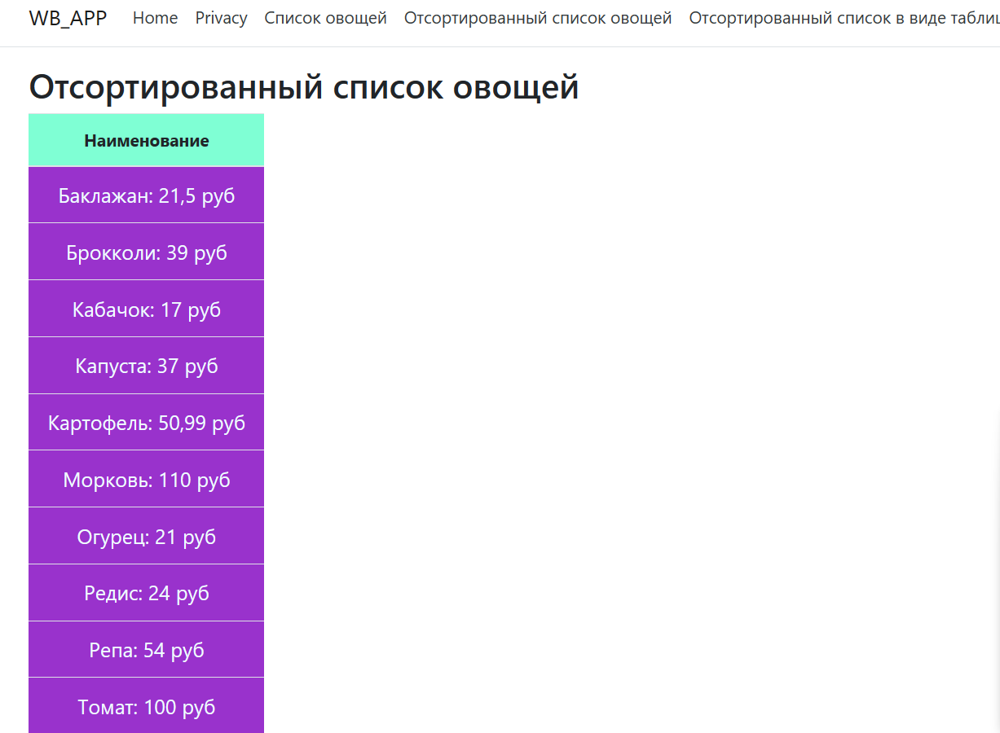 WB_APP Home Privacy Список овощей Отсортированный список овощей Отсортированный список в виде
Отсортированный список овощей
Наименование
Баклажан: 21,5 руб
Брокколи: 39 руб
Кабачок: 17 руб
Капуста: 37 руб
Картофель: 50,99 руб
Морковь: 110 руб
Огурец: 21 руб
Редис: 24 руб
Репа: 54 руб
Томат: 100 руб